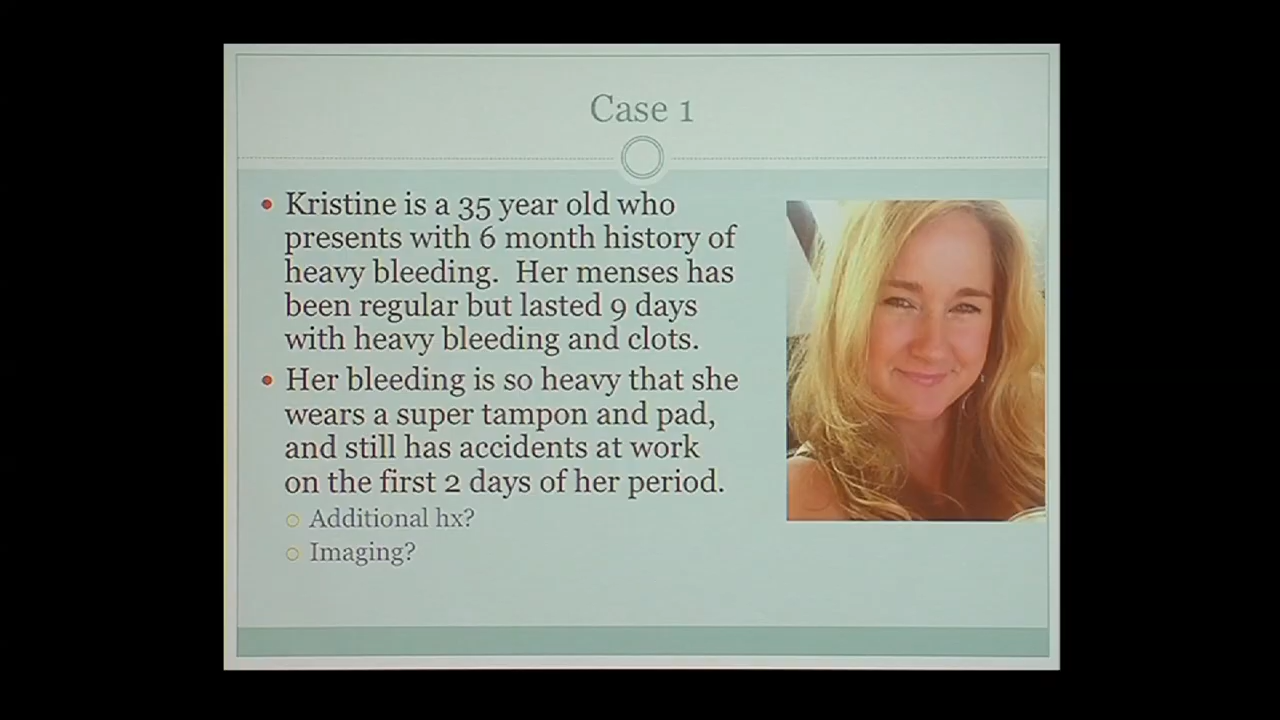 Case 1
Kristine is a 35 year old who
presents with 6 month history of
heavy bleeding.  Her menses has
been regular but lasted 9 days
with heavy bleeding and clots.
Her bleeding is so heavy that she
wears a super tampon and pad,
and still has accidents at work
on the first 2 days of her period.
Additional hx?
Imaging?